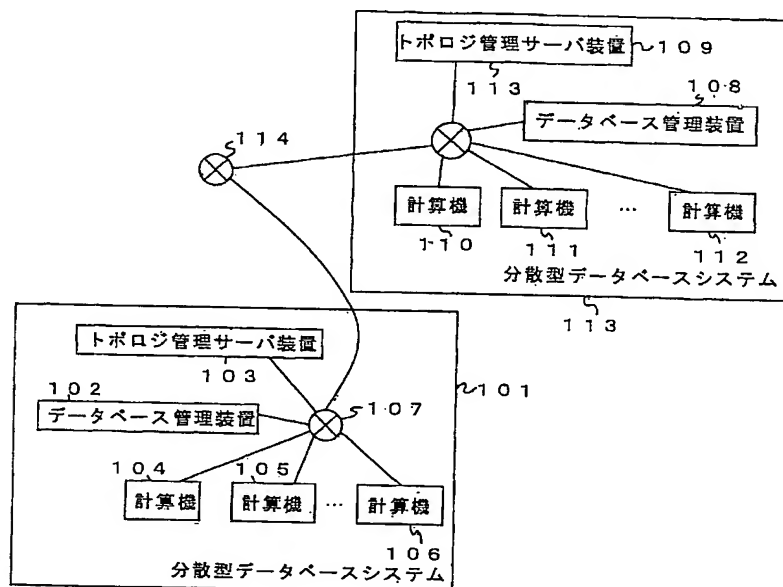 トポロジ管理サーバ装置
109
113
108
データベース管理装置
114
計算機
計算機
…
計算機
110
111
112
分散型データベースシステム
113
トポロジ管理サーバ装置
103
101
102
データベース管理装置
107
104
105
計算機
計算機
…
計算機
106
分散型データベースシステム